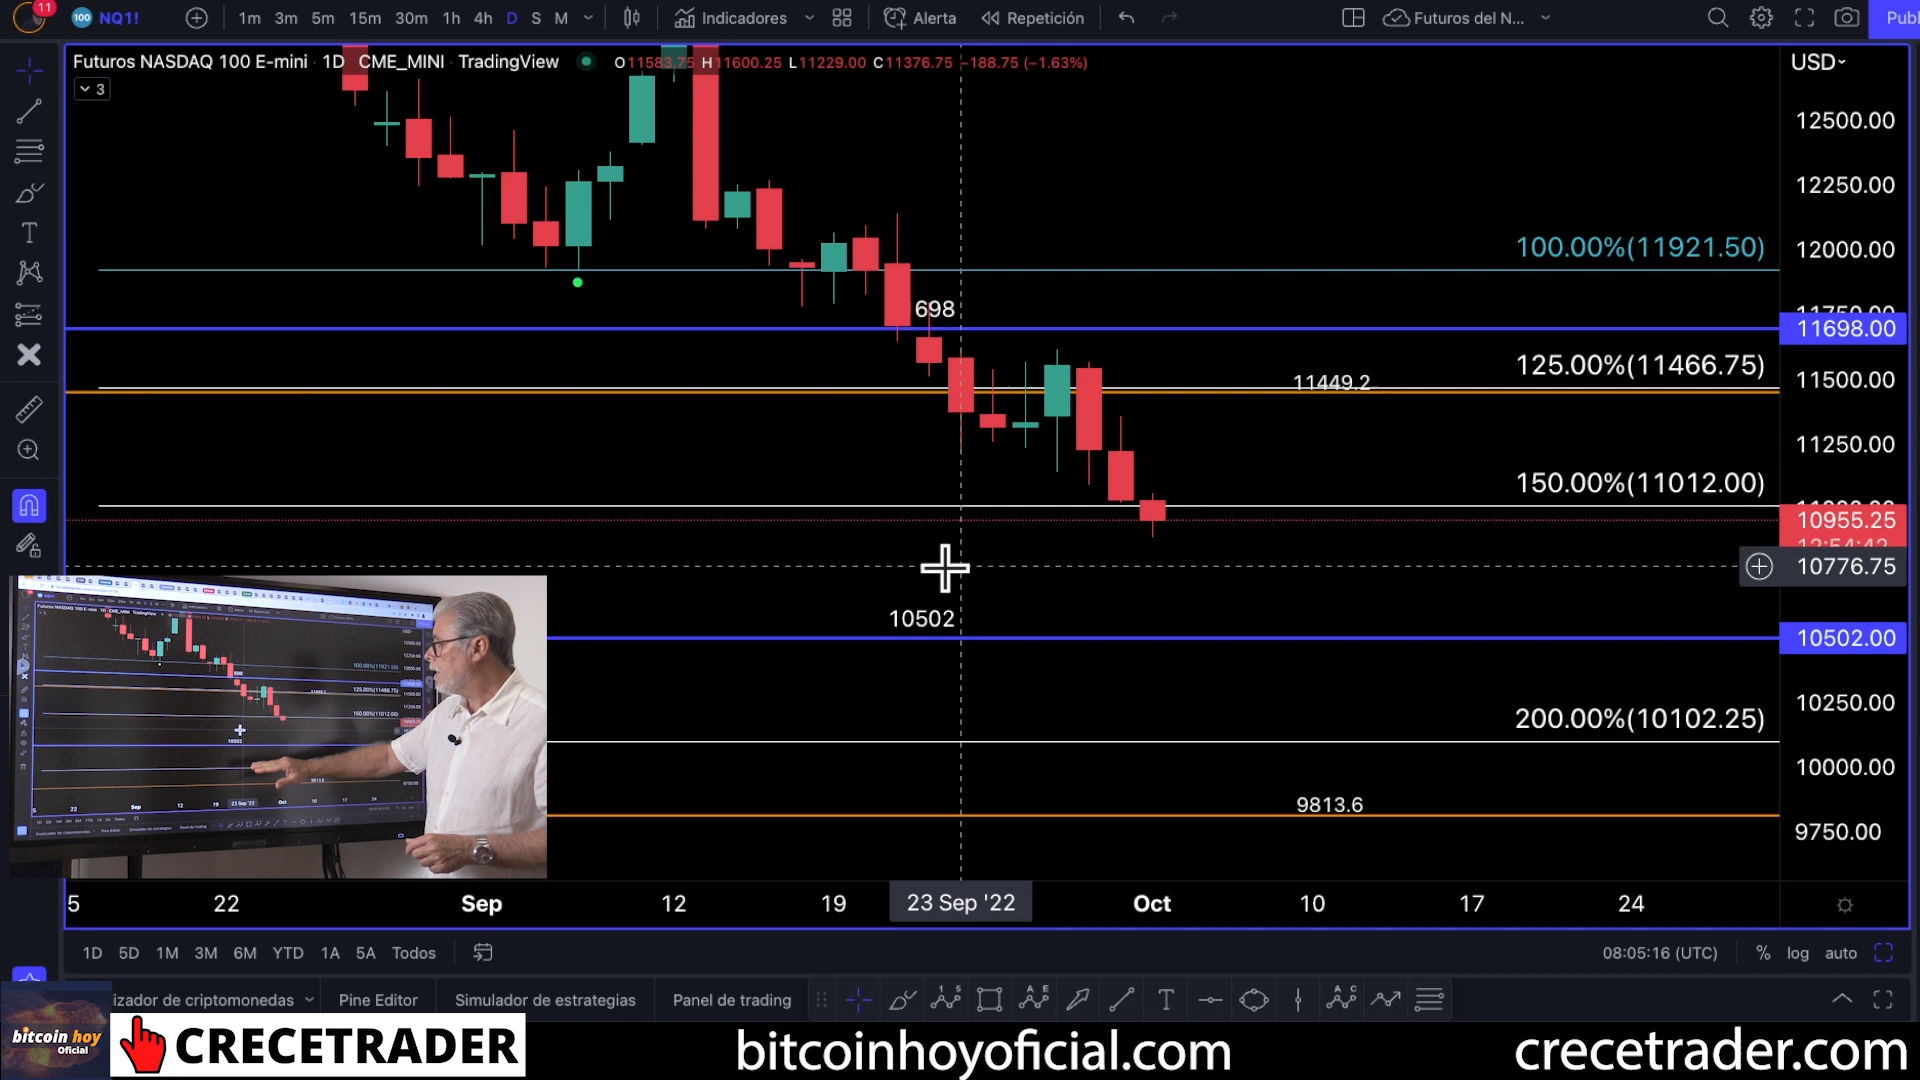 11
100 NQ1!
1m 3m 5m 15m 30m 1h 4h D S M
Indicadores
Alerta
Repetición
Futuros del N...
Publ
Futuros NASDAQ 100 E-mini · 1D · CME_MINI · TradingView
O11583.75 H11600.25 L11229.00 C11376.75 −188.75 (−1.63%)
3
USD
12500.00
12250.00
100.00%(11921.50)
12000.00
698
11698.00
125.00%(11466.75)
11449.2
11500.00
11250.00
150.00%(11012.00)
10955.25
10776.75
10502
10502.00
200.00%(10102.25)
10250.00
10000.00
9813.6
9750.00
5 22 Sep 12 19 23 Sep '22 Oct 10 17 24
1D 5D 1M 3M 6M YTD 1A 5A Todos
08:05:16 (UTC) % log auto
izador de criptomonedas
Pine Editor
Simulador de estrategias
Panel de trading
bitcoin hoy
Oficial
CRECETRADER
bitcoinhoyoficial.com
crecetrader.com